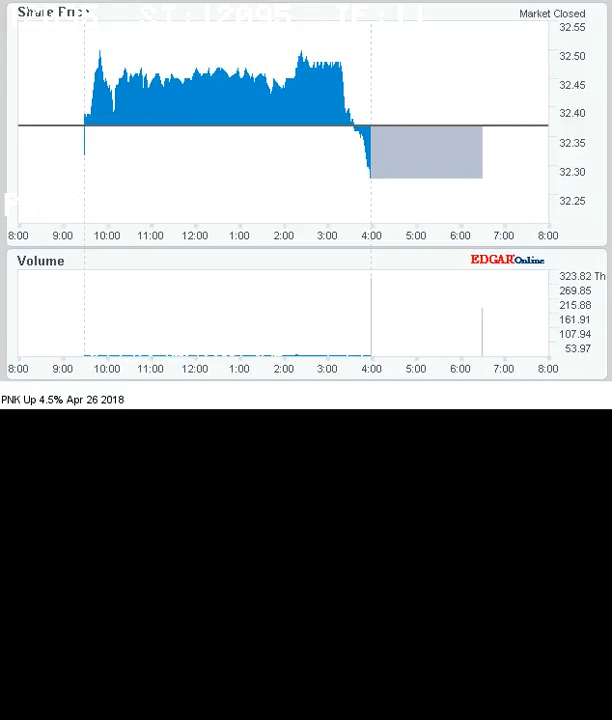 Share Price
Market Closed
32.55
32.50
32.45
32.40
32.35
32.30
32.25
8:00 9:00 10:00 11:00 12:00 1:00 2:00 3:00 4:00 5:00 6:00 7:00 8:00
Volume
EDGAROnline
323.82 Th
269.85
215.88
161.91
107.94
53.97
8:00 9:00 10:00 11:00 12:00 1:00 2:00 3:00 4:00 5:00 6:00 7:00 8:00
PNK Up 4.5% Apr 26 2018